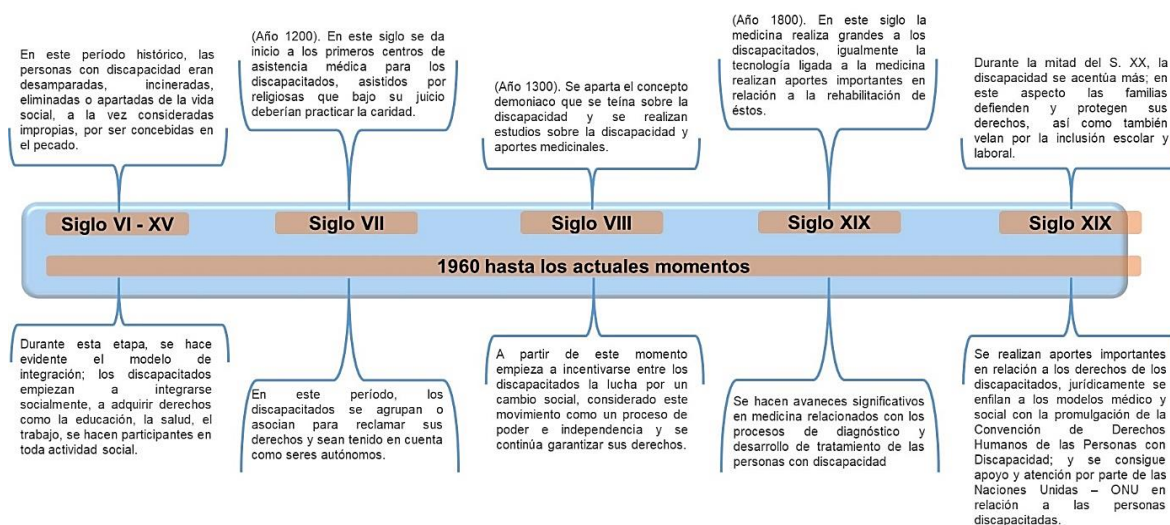 En este período histórico, las
personas con discapacidad eran
desamparadas, incineradas,
eliminadas o apartadas de la vida
social, a la vez consideradas
impropias, por ser concebidas en
el pecado.
(Año 1200). En este siglo se da
inicio a los primeros centros de
asistencia médica para los
discapacitados, asistidos por
religiosas que bajo su juicio
deberían practicar la caridad.
(Año 1300). Se aparta el concepto
demoniaco que se teína sobre la
discapacidad y se realizan
estudios sobre la discapacidad y
aportes medicinales.
(Año 1800). En este siglo la
medicina realiza grandes a los
discapacitados, igualmente la
tecnología ligada a la medicina
realizan aportes importantes en
relación a la rehabilitación de
éstos.
Durante la mitad del S. XX, la
discapacidad se acentúa más; en
este aspecto las familias
defienden y protegen sus
derechos, así como también
velan por la inclusión escolar y
laboral.
Siglo VI - XV
Siglo VII
Siglo VIII
Siglo XIX
Siglo XIX
1960 hasta los actuales momentos
Durante esta etapa, se hace
evidente el modelo de
integración; los discapacitados
empiezan a integrarse
socialmente, a adquirir derechos
como la educación, la salud, el
trabajo, se hacen participantes en
toda actividad social.
En este período, los
discapacitados se agrupan o
asocian para reclamar sus
derechos y sean tenido en cuenta
como seres autónomos.
A partir de este momento
empieza a incentivarse entre los
discapacitados la lucha por un
cambio social, considerado este
movimiento como un proceso de
poder e independencia y se
continúa garantizar sus derechos.
Se hacen avaneces significativos
en medicina relacionados con los
procesos de diagnóstico y
desarrollo de tratamiento de las
personas con discapacidad
Se realizan aportes importantes
en relación a los derechos de los
discapacitados, jurídicamente se
enfilan a los modelos médico y
social con la promulgación de la
Convención de Derechos
Humanos de las Personas con
Discapacidad; y se consigue
apoyo y atención por parte de las
Naciones Unidas – ONU en
relación a las personas
discapacitadas.